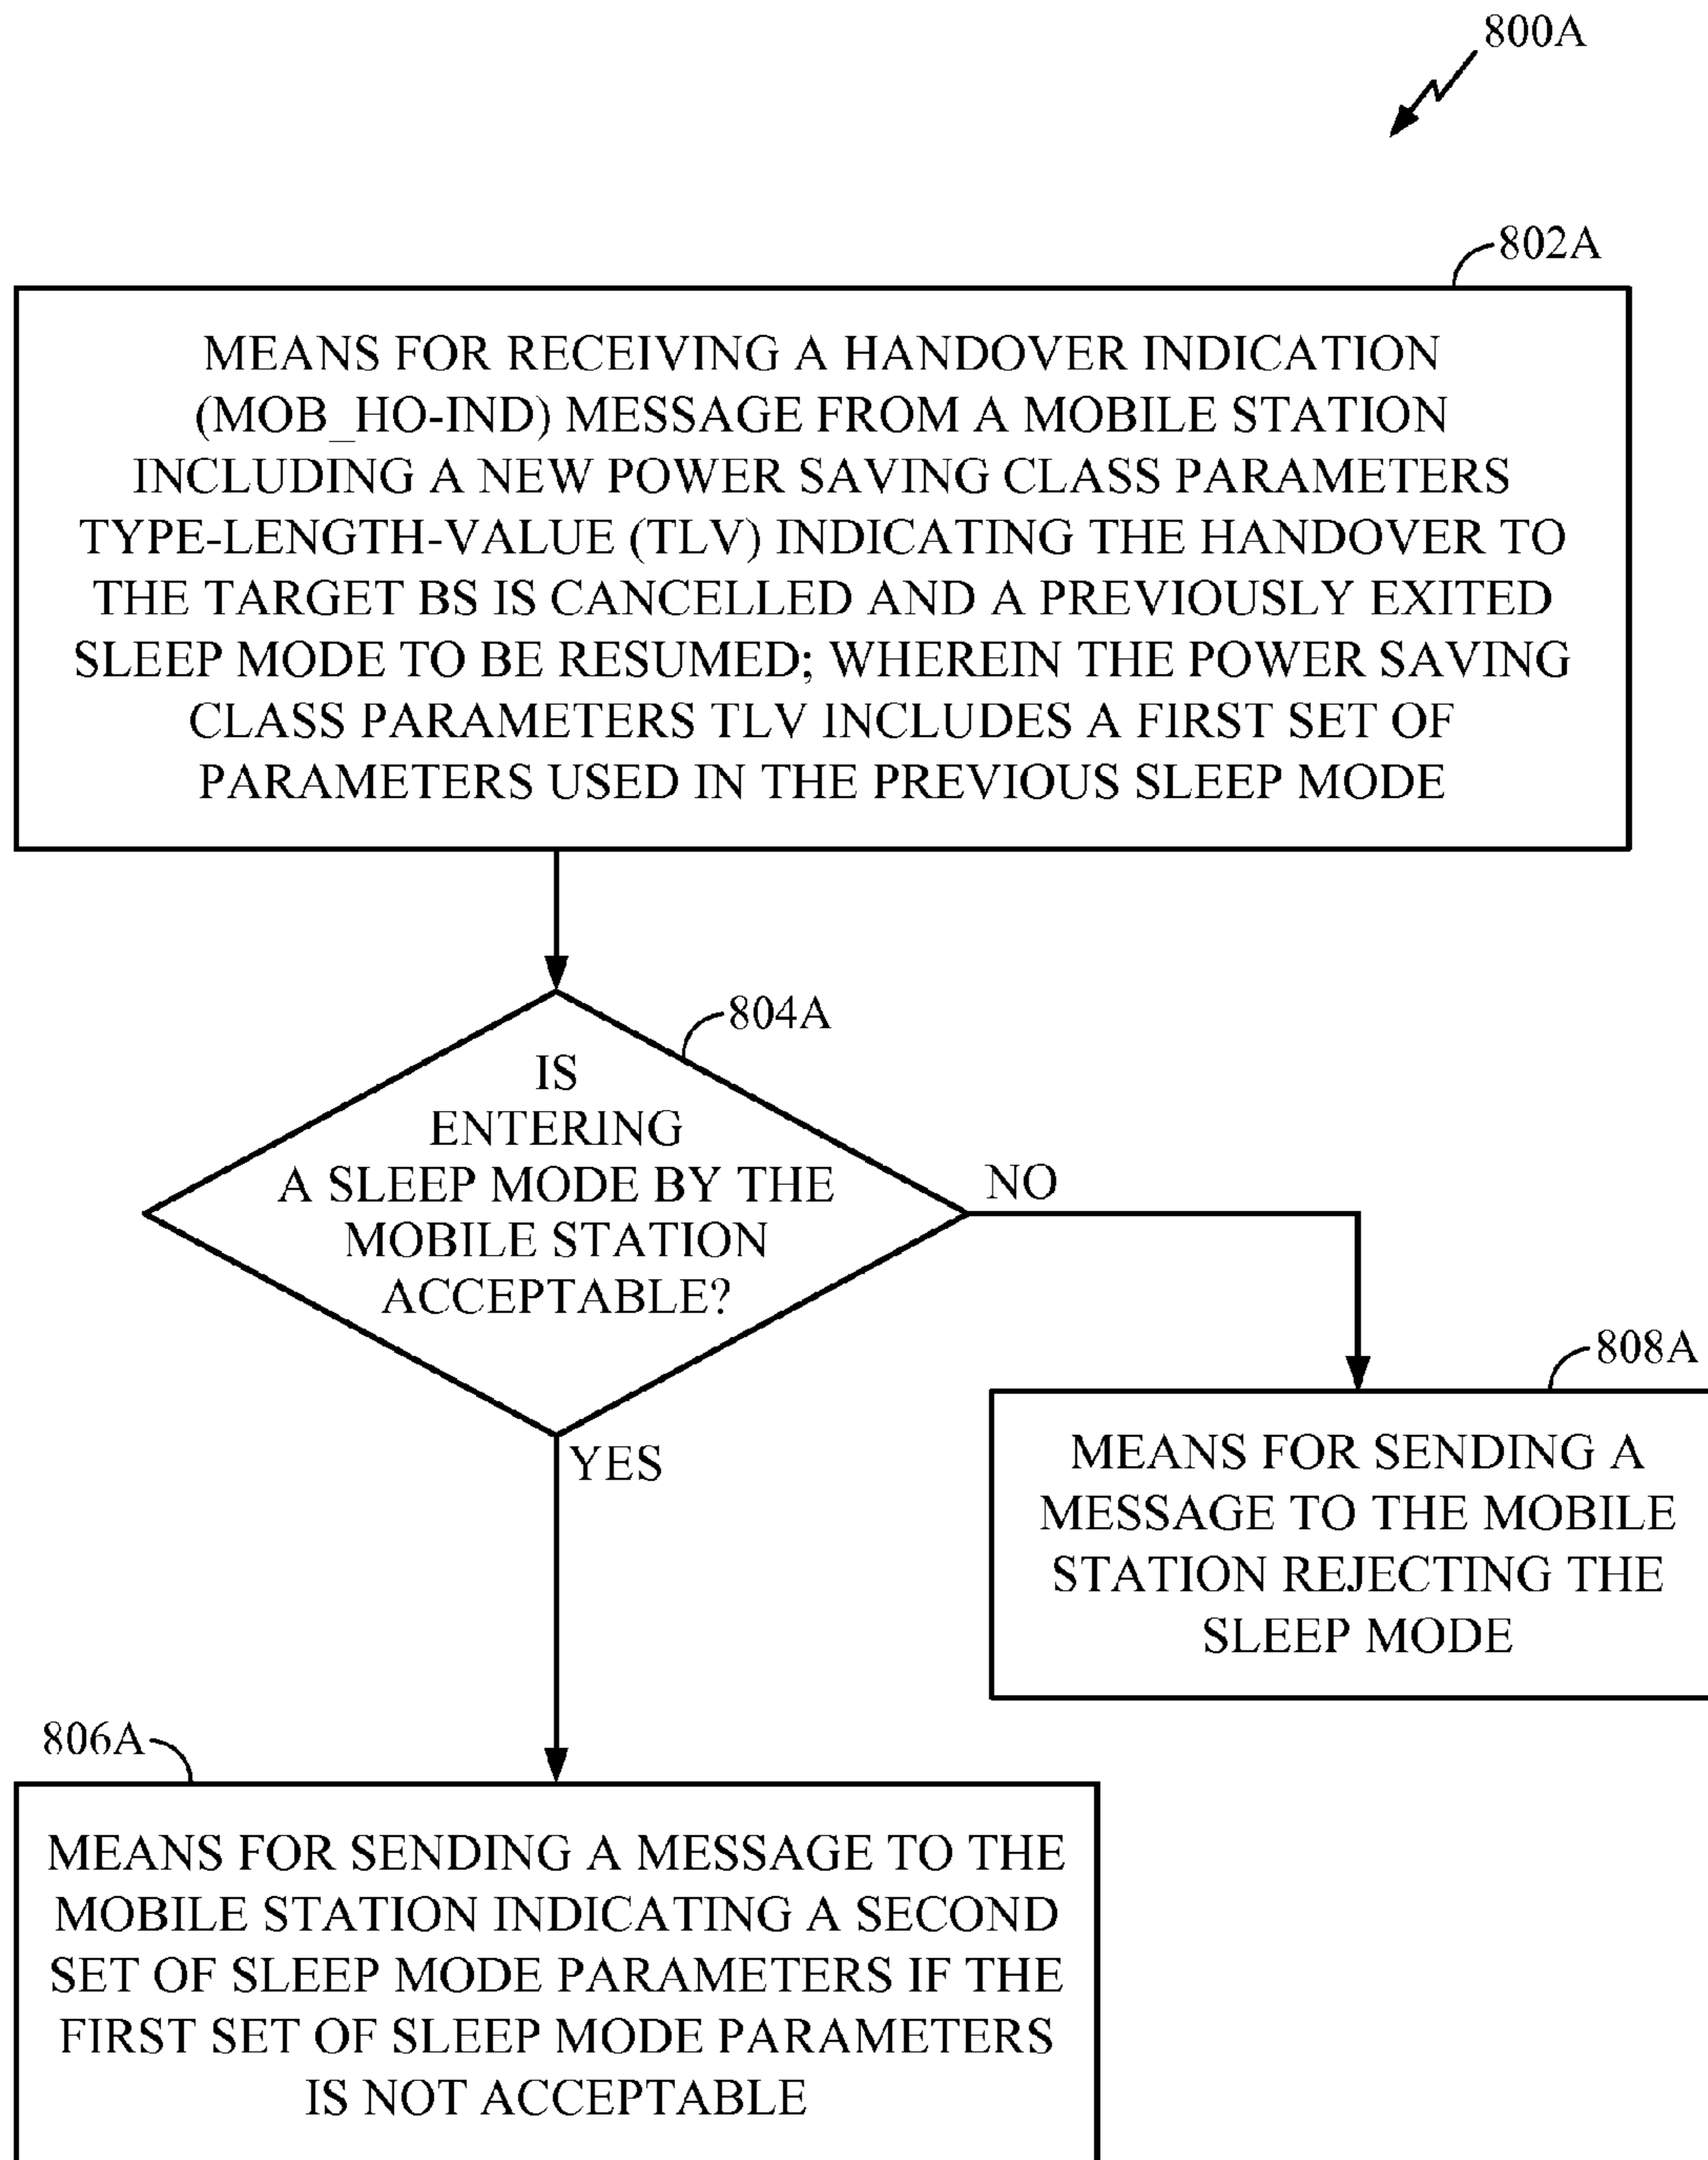 800A
802A
MEANS FOR RECEIVING A HANDOVER INDICATION
(MOB_HO-IND) MESSAGE FROM A MOBILE STATION
INCLUDING A NEW POWER SAVING CLASS PARAMETERS
TYPE-LENGTH-VALUE (TLV) INDICATING THE HANDOVER TO
THE TARGET BS IS CANCELLED AND A PREVIOUSLY EXITED
SLEEP MODE TO BE RESUMED; WHEREIN THE POWER SAVING
CLASS PARAMETERS TLV INCLUDES A FIRST SET OF
PARAMETERS USED IN THE PREVIOUS SLEEP MODE
804A
IS
ENTERING
A SLEEP MODE BY THE
MOBILE STATION
ACCEPTABLE?
NO
YES
808A
MEANS FOR SENDING A
MESSAGE TO THE MOBILE
STATION REJECTING THE
SLEEP MODE
806A
MEANS FOR SENDING A MESSAGE TO THE
MOBILE STATION INDICATING A SECOND
SET OF SLEEP MODE PARAMETERS IF THE
FIRST SET OF SLEEP MODE PARAMETERS
IS NOT ACCEPTABLE